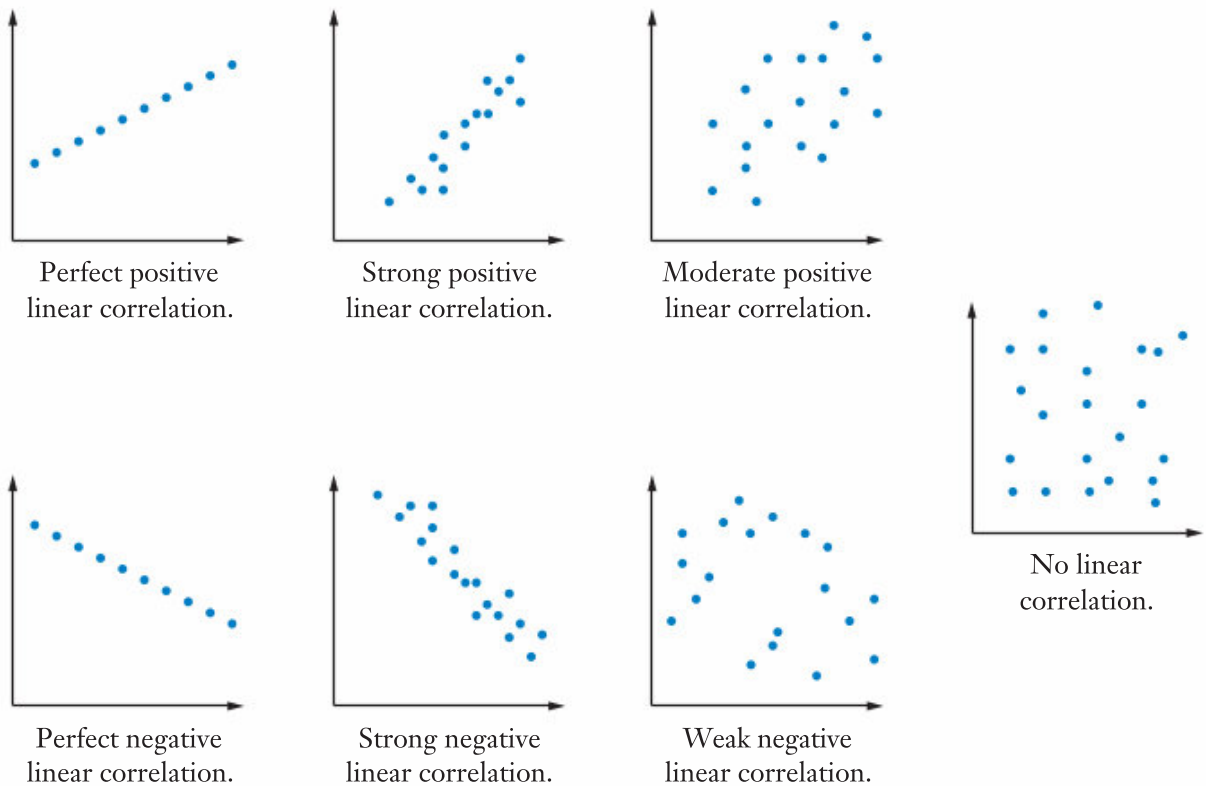 Perfect positive
linear correlation.
Strong positive
linear correlation.
Moderate positive
linear correlation.
No linear
correlation.
Perfect negative
linear correlation.
Strong negative
linear correlation.
Weak negative
linear correlation.